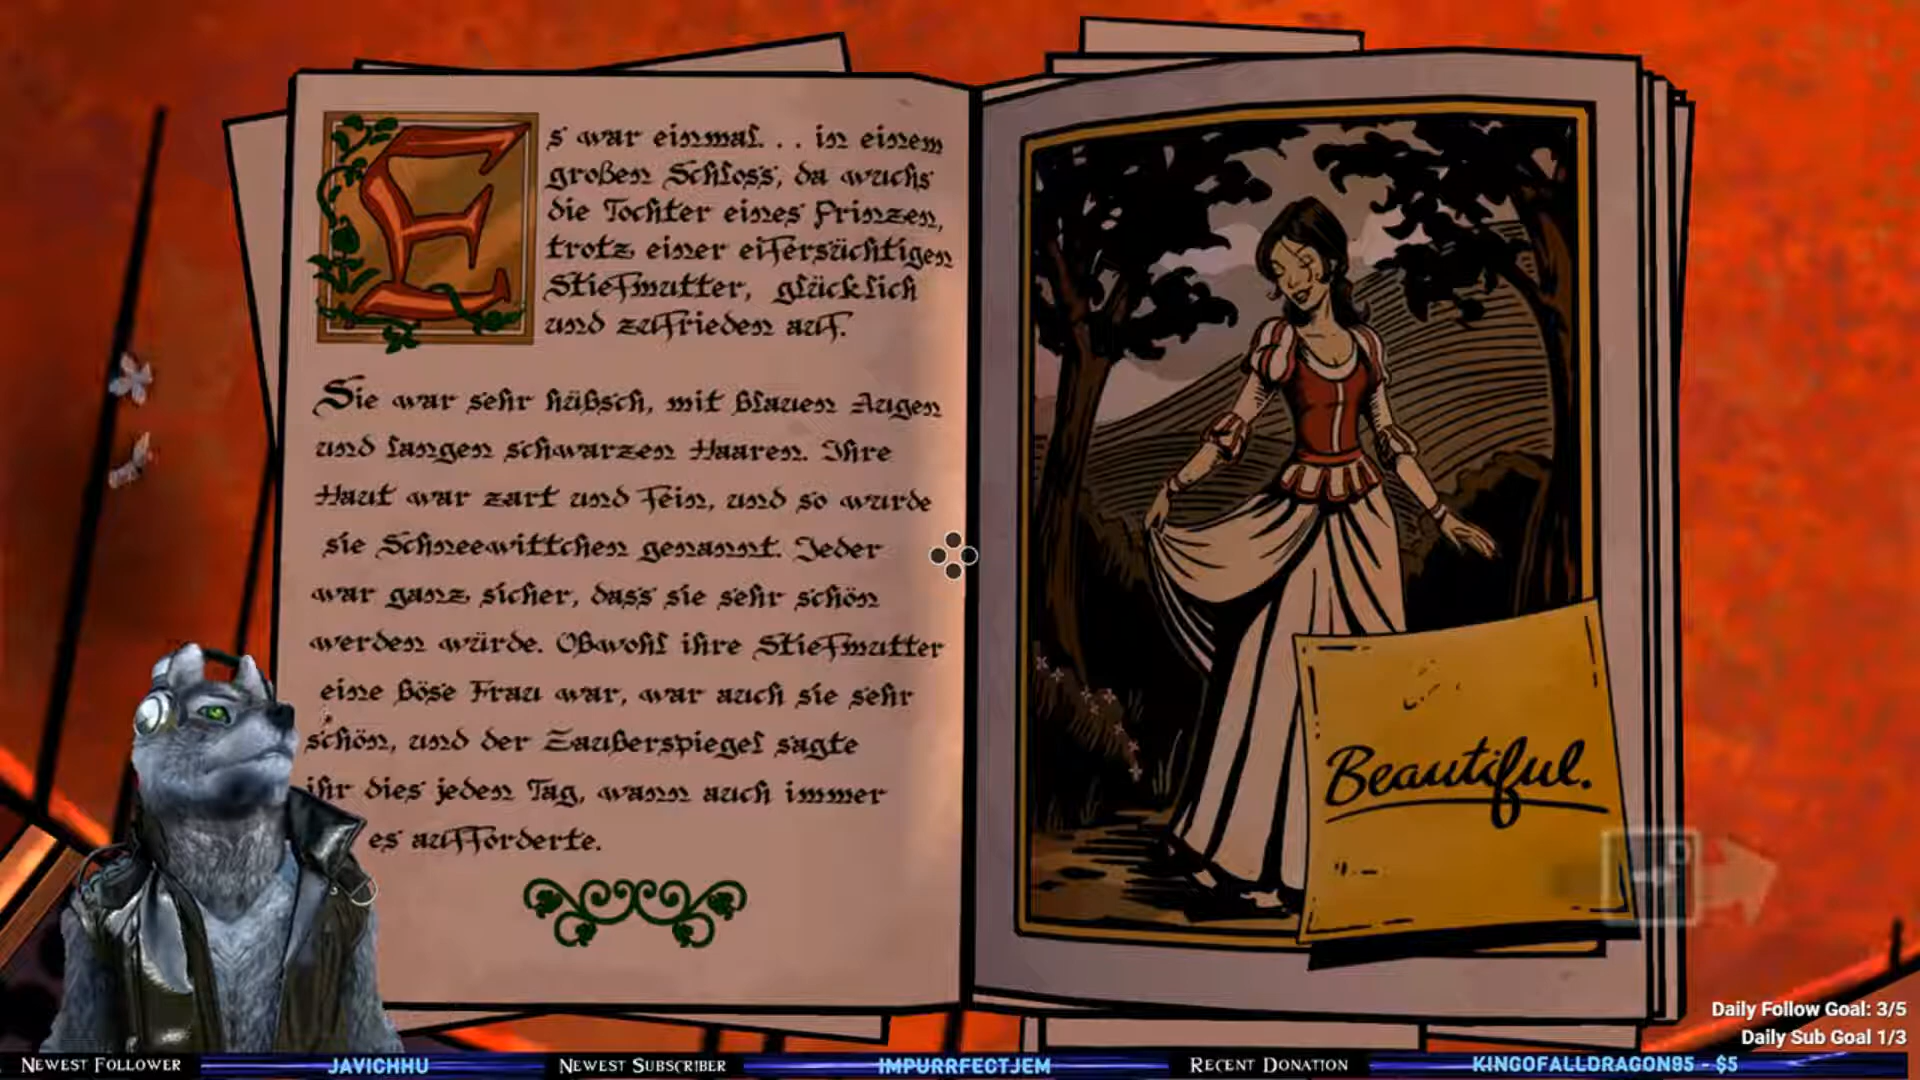 Es war einmal. . . in einem
großen Schloss, da wuchs
die Tochter eines Prinzen,
trotz einer eifersüchtigen
Stiefmutter, glücklich
und zufrieden auf.
Sie war sehr hübsch, mit blauen Augen
und langen schwarzen Haaren. Ihre
Haut war zart und fein, und so wurde
sie Schneewittchen genannt. Jeder
war ganz sicher, dass sie sehr schön
werden würde. Obwohl ihre Stiefmutter
eine böse Frau war, war auch sie sehr
schön, und der Zauberspiegel sagte
ihr dies jeden Tag, wann auch immer
es aufforderte.
Beautiful.
Daily Follow Goal: 3/5
Daily Sub Goal 1/3
NEWEST FOLLOWER JAVICHHU NEWEST SUBSCRIBER IMPURRFECTJEM RECENT DONATION KINGOFALLDRAGON95 - $5